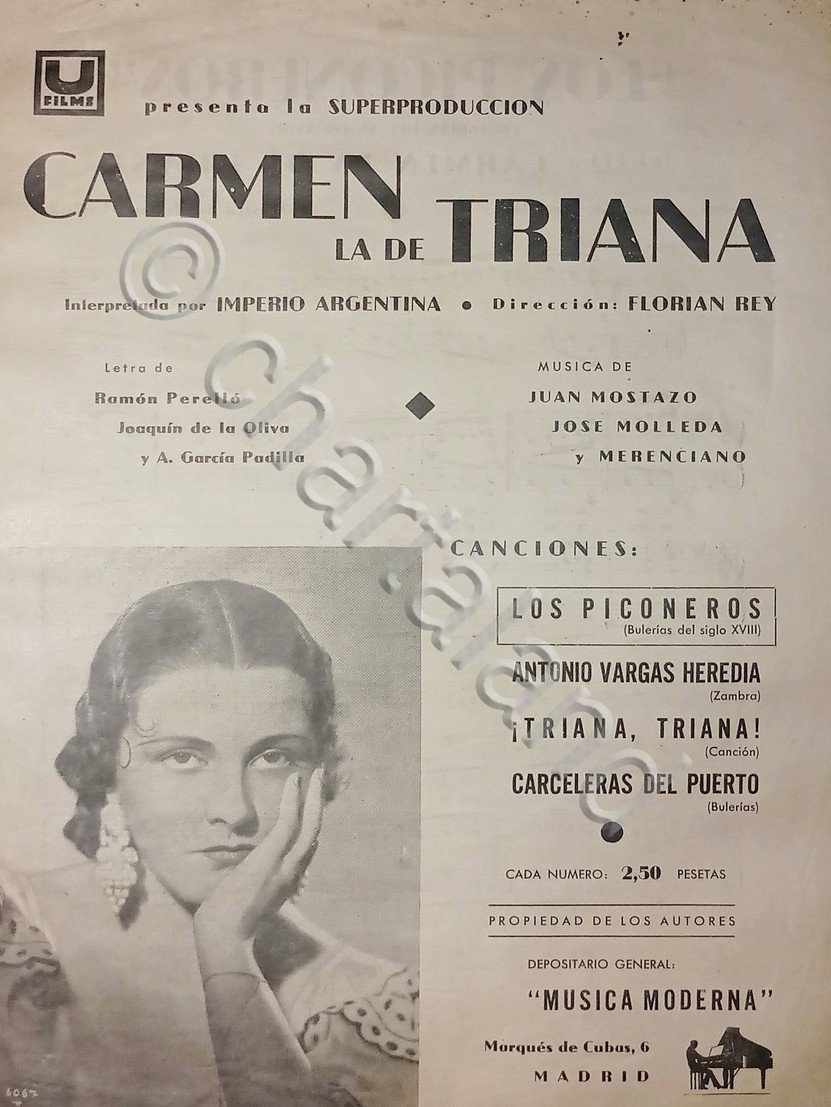 U
FILMS
presenta la SUPERPRODUCCION
CARMEN
LA DE TRIANA
Interpretada por IMPERIO ARGENTINA • Dirección: FLORIAN REY
Letra de
Ramón Perelló
Joaquín de la Oliva
y A. García Padilla
MUSICA DE
JUAN MOSTAZO
JOSE MOLLEDA
y MERENCIANO
CANCIONES:
LOS PICONEROS
(Bulerías del siglo XVIII)
ANTONIO VARGAS HEREDIA
(Zambra)
¡TRIANA, TRIANA!
(Canción)
CARCELERAS DEL PUERTO
(Bulerías)
CADA NUMERO: 2,50 PESETAS
PROPIEDAD DE LOS AUTORES
DEPOSITARIO GENERAL:
"MUSICA MODERNA"
Marqués de Cubas, 6
MADRID
6067
© chartaland